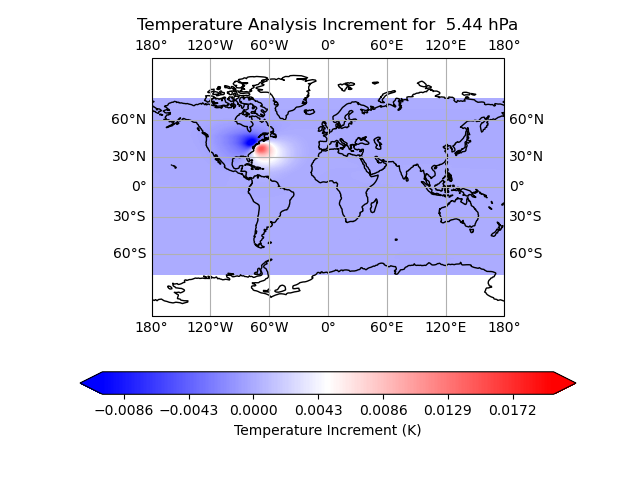 Temperature Analysis Increment for  5.44 hPa
180° 120°W 60°W 0° 60°E 120°E 180°
60°N 60°N
30°N 30°N
0° 0°
30°S 30°S
60°S 60°S
180° 120°W 60°W 0° 60°E 120°E 180°
−0.0086 −0.0043 0.0000 0.0043 0.0086 0.0129 0.0172
Temperature Increment (K)